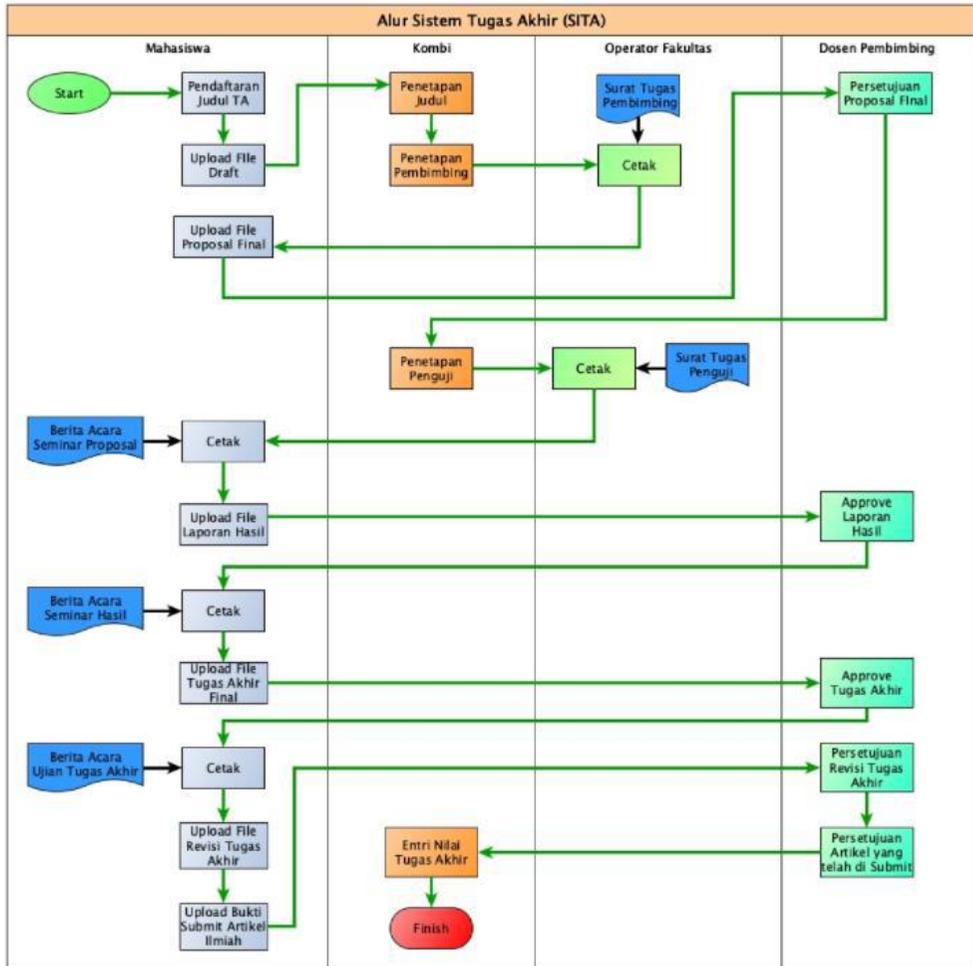 Alur Sistem Tugas Akhir (SITA)
Mahasiswa
Kombi
Operator Fakultas
Dosen Pembimbing
Start
Pendaftaran
Judul TA
Penetapan
Judul
Surat Tugas
Pembimbing
Persetujuan
Proposal FInal
Upload FIle
Draft
Penetapan
Pembimbing
Cetak
Upload File
Proposal Final
Penetapan
Penguji
Cetak
Surat Tugas
Penguji
Berita Acara
Seminar Proposal
Cetak
Upload File
Laporan Hasil
Approve
Laporan
Hasil
Berita Acara
Seminar Hasil
Cetak
Upload File
Tugas Akhir
Final
Approve
Tugas Akhir
Berita Acara
Ujian Tugas Akhir
Cetak
Persetujuan
Revisi Tugas
Akhir
Upload File
Revisi Tugas
Akhir
Entri Nilai
Tugas Akhir
Persetujuan
Artikel yang
telah di Submit
Upload Bukti
Submit Artikel
Ilmiah
Finish